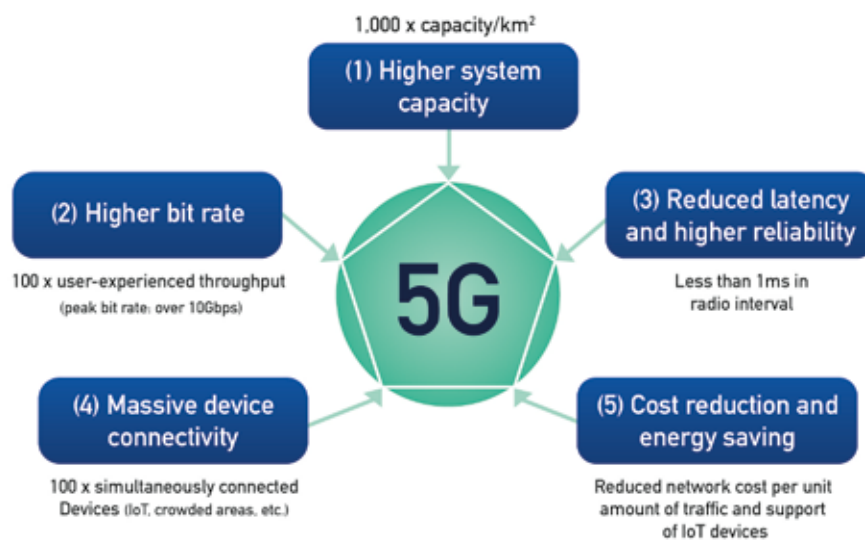 1,000 x capacity/km²
(1) Higher system
capacity
(2) Higher bit rate
100 x user-experienced throughput
(peak bit rate: over 10Gbps)
(3) Reduced latency
and higher reliability
Less than 1ms in
radio interval
5G
(4) Massive device
connectivity
100 x simultaneously connected
Devices (IoT, crowded areas, etc.)
(5) Cost reduction and
energy saving
Reduced network cost per unit
amount of traffic and support
of IoT devices